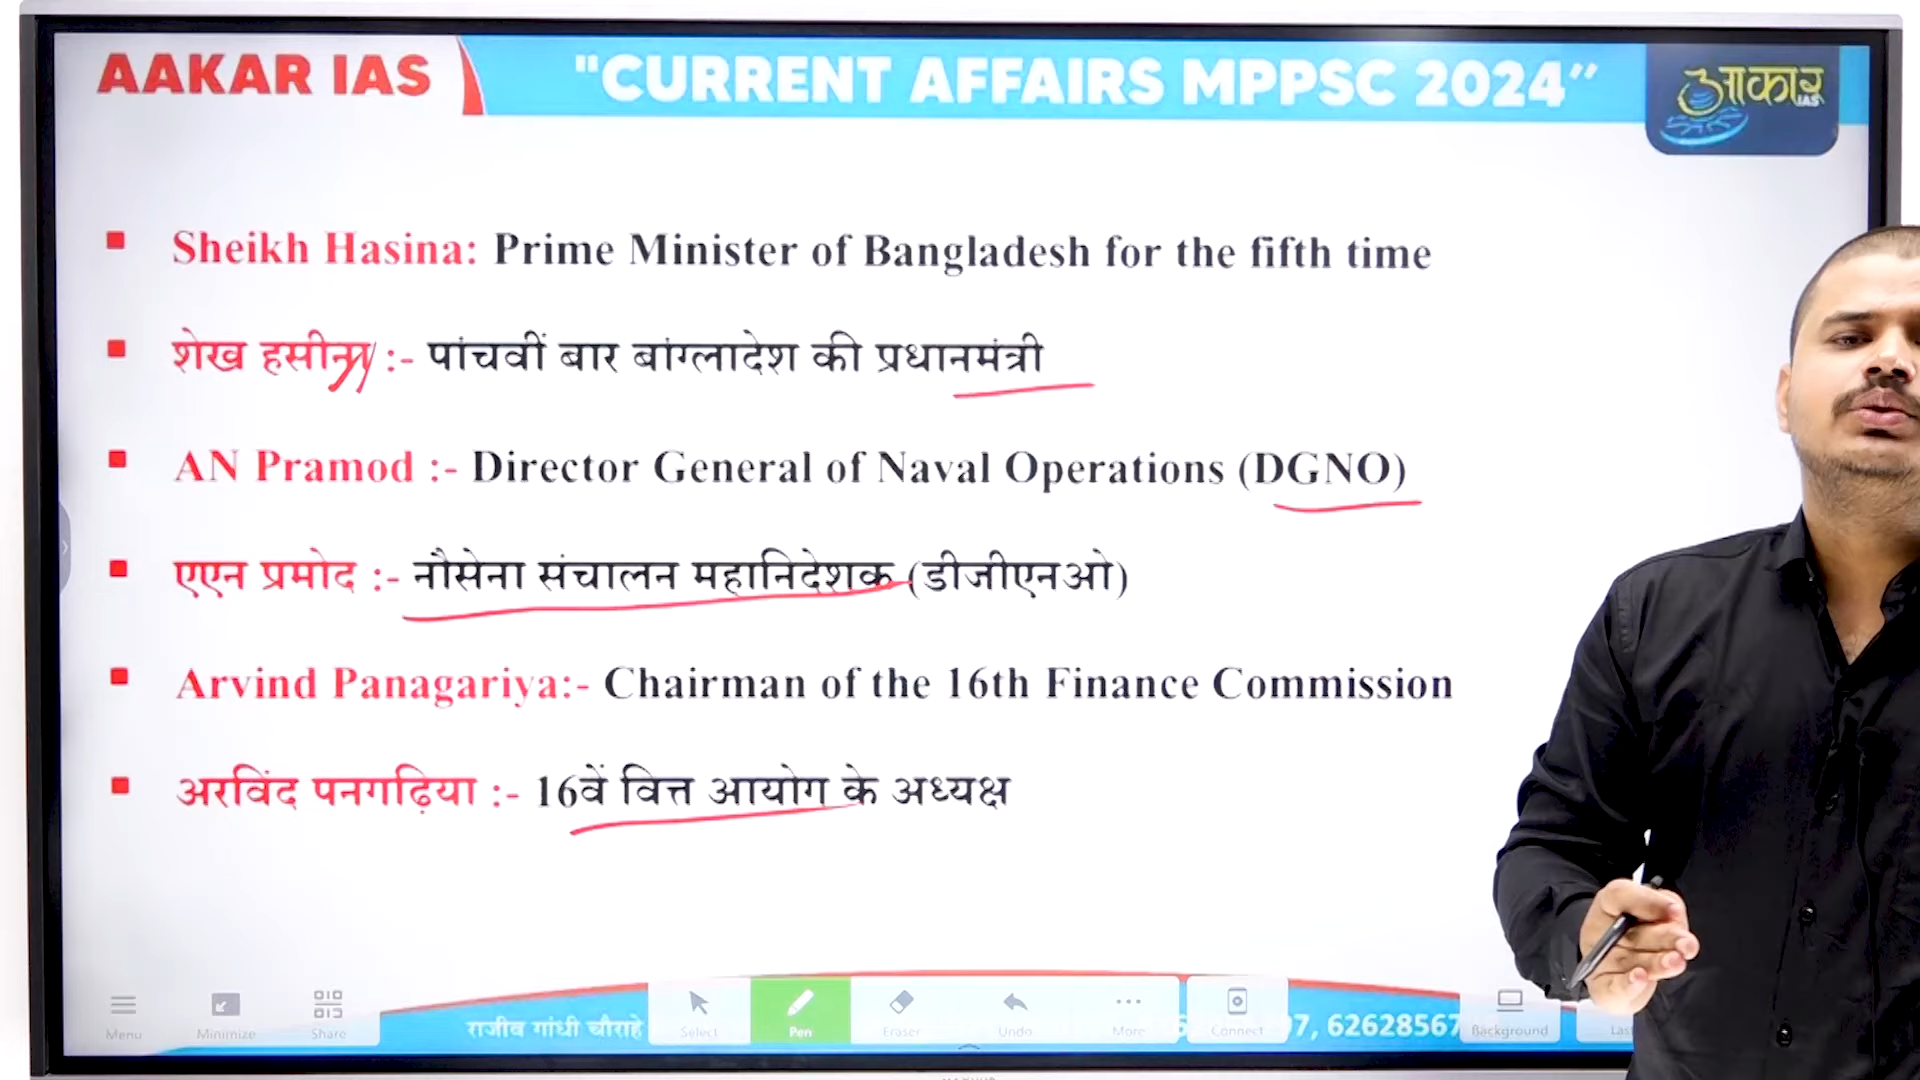 AAKAR IAS
"CURRENT AFFAIRS MPPSC 2024”
आकार
IAS
Sheikh Hasina: Prime Minister of Bangladesh for the fifth time
शेख हसीना :- पांचवीं बार बांग्लादेश की प्रधानमंत्री
AN Pramod :- Director General of Naval Operations (DGNO)
एएन प्रमोद :- नौसेना संचालन महानिदेशक (डीजीएनओ)
Arvind Panagariya:- Chairman of the 16th Finance Commission
अरविंद पनगढ़िया :- 16वें वित्त आयोग के अध्यक्ष
Menu Minimize Share Select Pen Eraser Undo More Connect Background
राजीव गांधी चौराहे